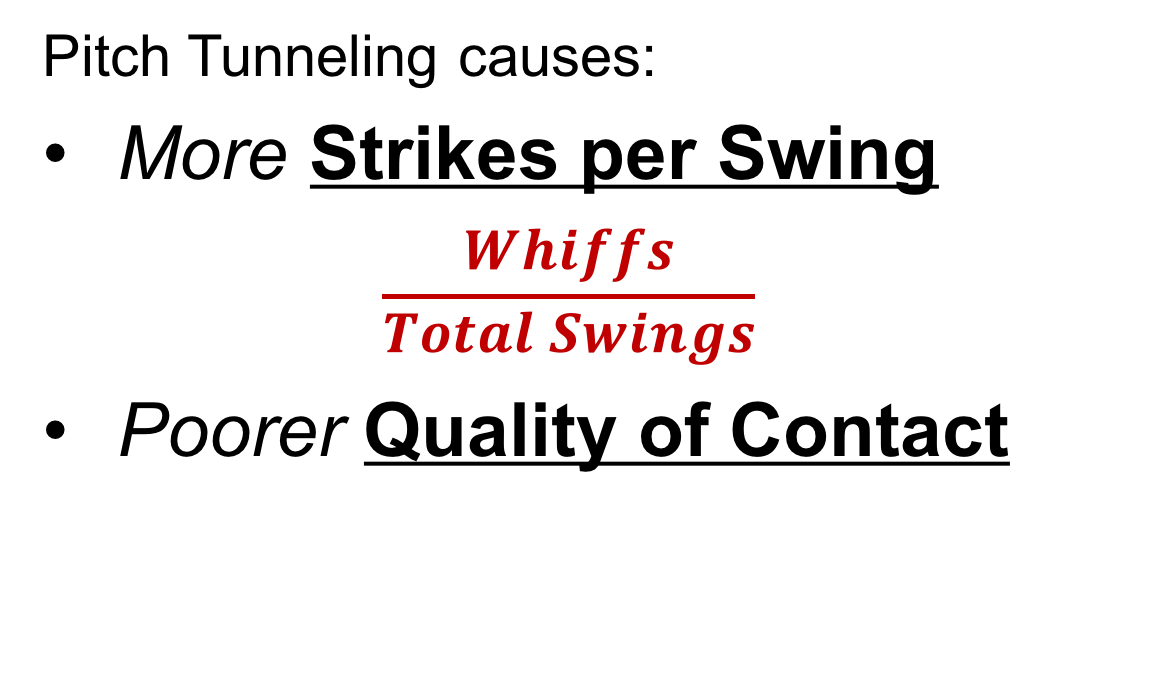 Pitch Tunneling causes:
• More Strikes per Swing
Whiffs
Total Swings
• Poorer Quality of Contact